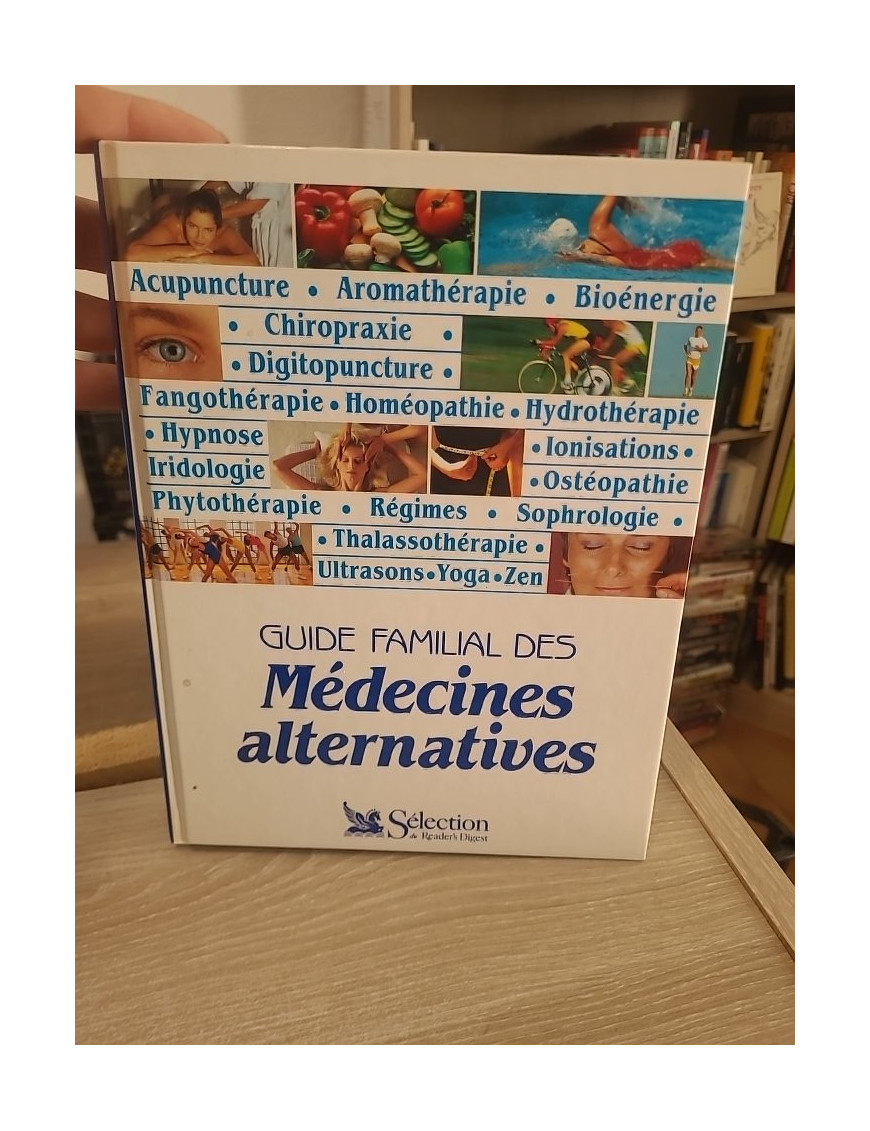 Acupuncture • Aromathérapie • Bioénergie
• Chiropraxie •
• Digitopuncture •
Fangothérapie • Homéopathie • Hydrothérapie
• Hypnose
• Ionisations •
Iridologie
• Ostéopathie
Phytothérapie • Régimes • Sophrologie •
• Thalassothérapie •
Ultrasons • Yoga • Zen
GUIDE FAMILIAL DES
Médecines
alternatives
Sélection
du Reader's Digest